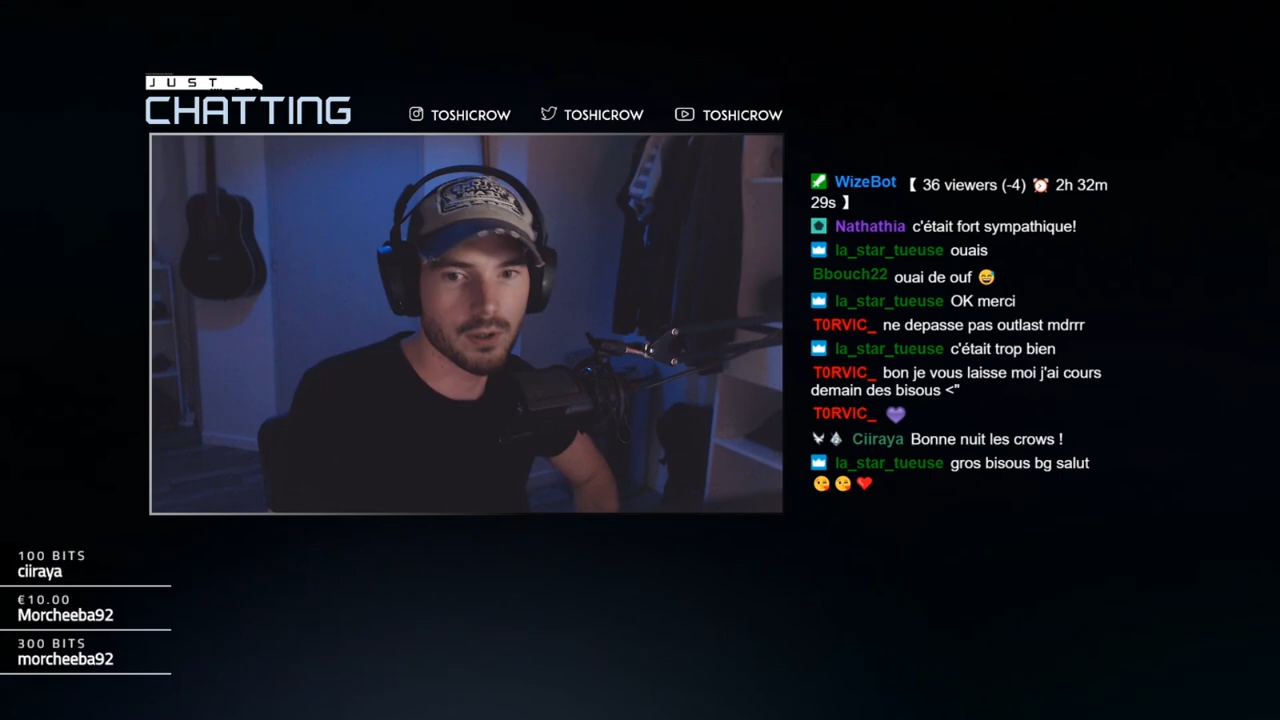 JUST
CHATTING
TOSHICROW TOSHICROW TOSHICROW
WizeBot 【 36 viewers (-4) ⏰ 2h 32m
29s 】
Nathathia c'était fort sympathique!
la_star_tueuse ouais
Bbouch22 ouai de ouf 😅
la_star_tueuse OK merci
T0RVIC_ ne depasse pas outlast mdrrr
la_star_tueuse c'était trop bien
T0RVIC_ bon je vous laisse moi j'ai cours
demain des bisous <"
T0RVIC_ 💜
Ciiraya Bonne nuit les crows !
la_star_tueuse gros bisous bg salut
😘 😘 ❤️
100 BITS
ciiraya
€10.00
Morcheeba92
300 BITS
morcheeba92